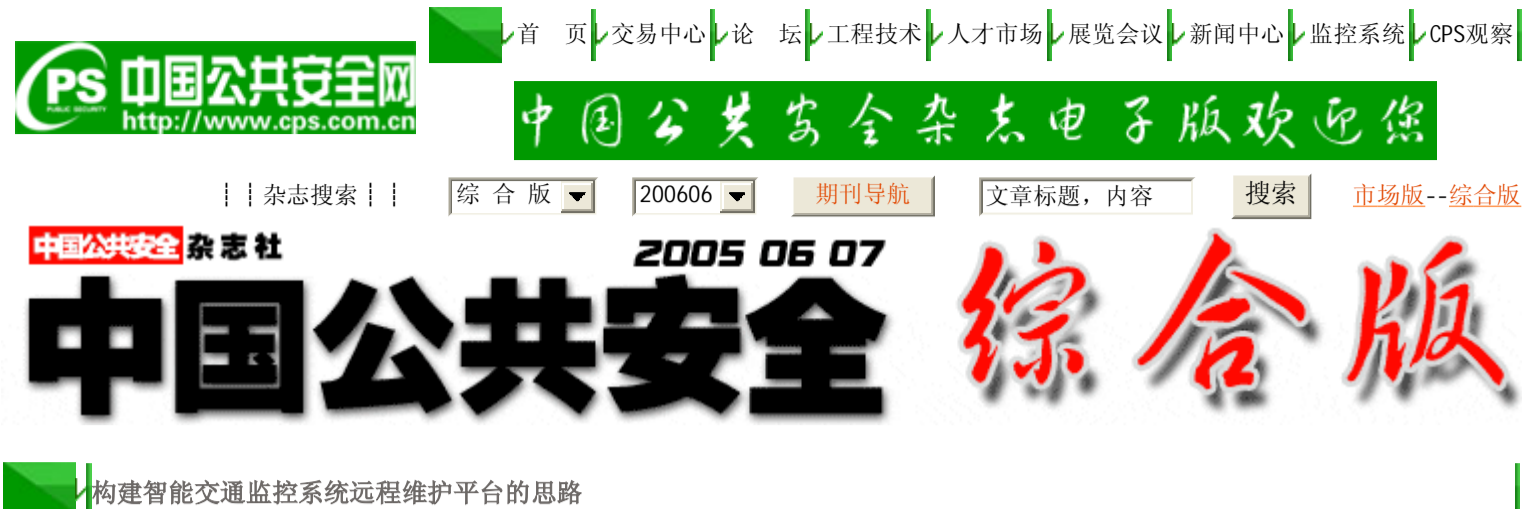 首 页 交易中心 论 坛 工程技术 人才市场 展览会议 新闻中心 监控系统 CPS观察
PS 中国公共安全网
PUBLIC SECURITY
http://www.cps.com.cn
中国公共安全杂志电子版欢迎您
┆┆杂志搜索┆┆ 综 合 版 200606 期刊导航 文章标题，内容 搜索 市场版--综合版
中国公共安全 杂志社 2005 06 07
中国公共安全 综合版
构建智能交通监控系统远程维护平台的思路